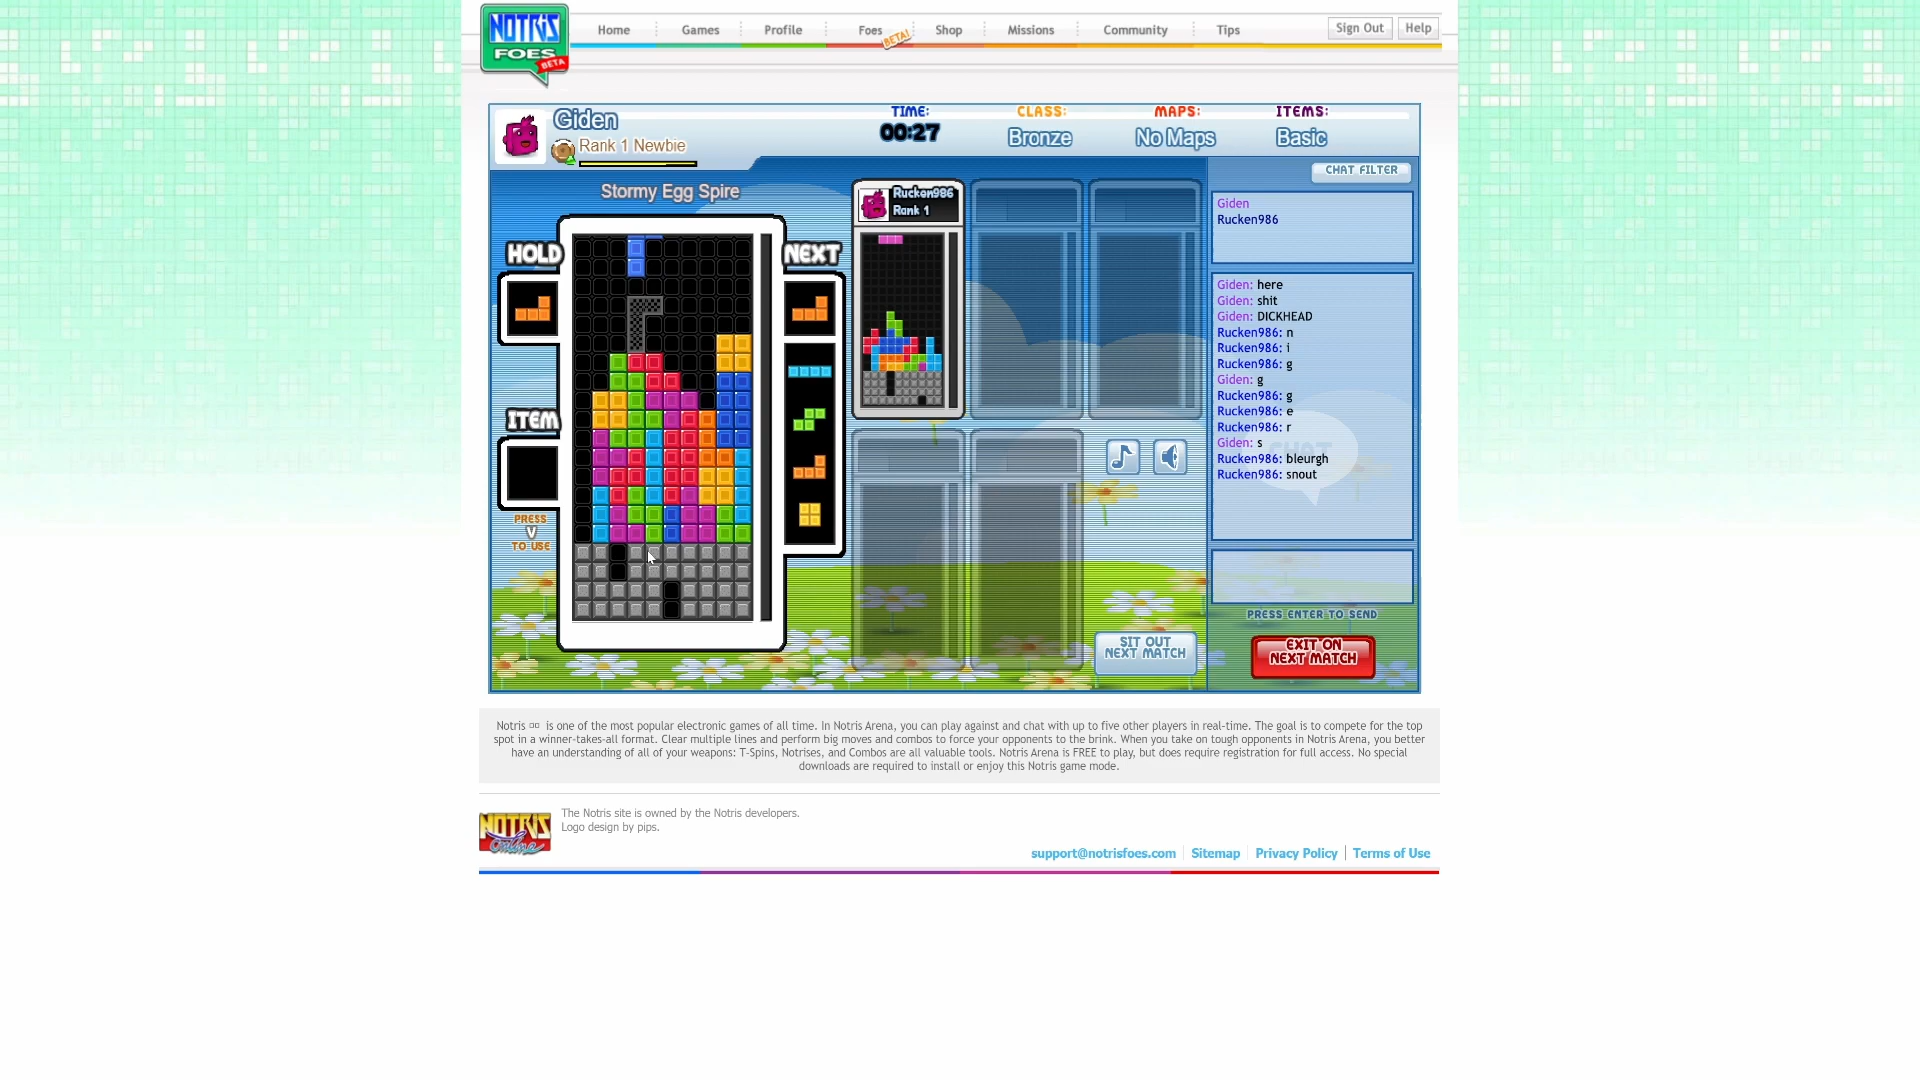 NOTRiS
FOES
BETA
Home
Games
Profile
Foes
BETA!
Shop
Missions
Community
Tips
Sign Out
Help
Giden
Rank 1 Newbie
TIME:
00:27
CLASS:
Bronze
MAPS:
No Maps
ITEMS:
Basic
Stormy Egg Spire
HOLD
NEXT
ITEM
PRESS
V
TO USE
Rucken986
Rank 1
CHAT FILTER
Giden
Rucken986
Giden: here
Giden: shit
Giden: DICKHEAD
Rucken986: n
Rucken986: i
Rucken986: g
Giden: g
Rucken986: g
Rucken986: e
Rucken986: r
Giden: s
Rucken986: bleurgh
Rucken986: snout
CHAT
PRESS ENTER TO SEND
SIT OUT
NEXT MATCH
EXIT ON
NEXT MATCH
Notris ▯▯ is one of the most popular electronic games of all time. In Notris Arena, you can play against and chat with up to five other players in real-time. The goal is to compete for the top
spot in a winner-takes-all format. Clear multiple lines and perform big moves and combos to force your opponents to the brink. When you take on tough opponents in Notris Arena, you better
have an understanding of all of your weapons: T-Spins, Notrises, and Combos are all valuable tools. Notris Arena is FREE to play, but does require registration for full access. No special
downloads are required to install or enjoy this Notris game mode.
NOTRiS
Online
The Notris site is owned by the Notris developers.
Logo design by pips.
support@notrisfoes.com
Sitemap
Privacy Policy
Terms of Use